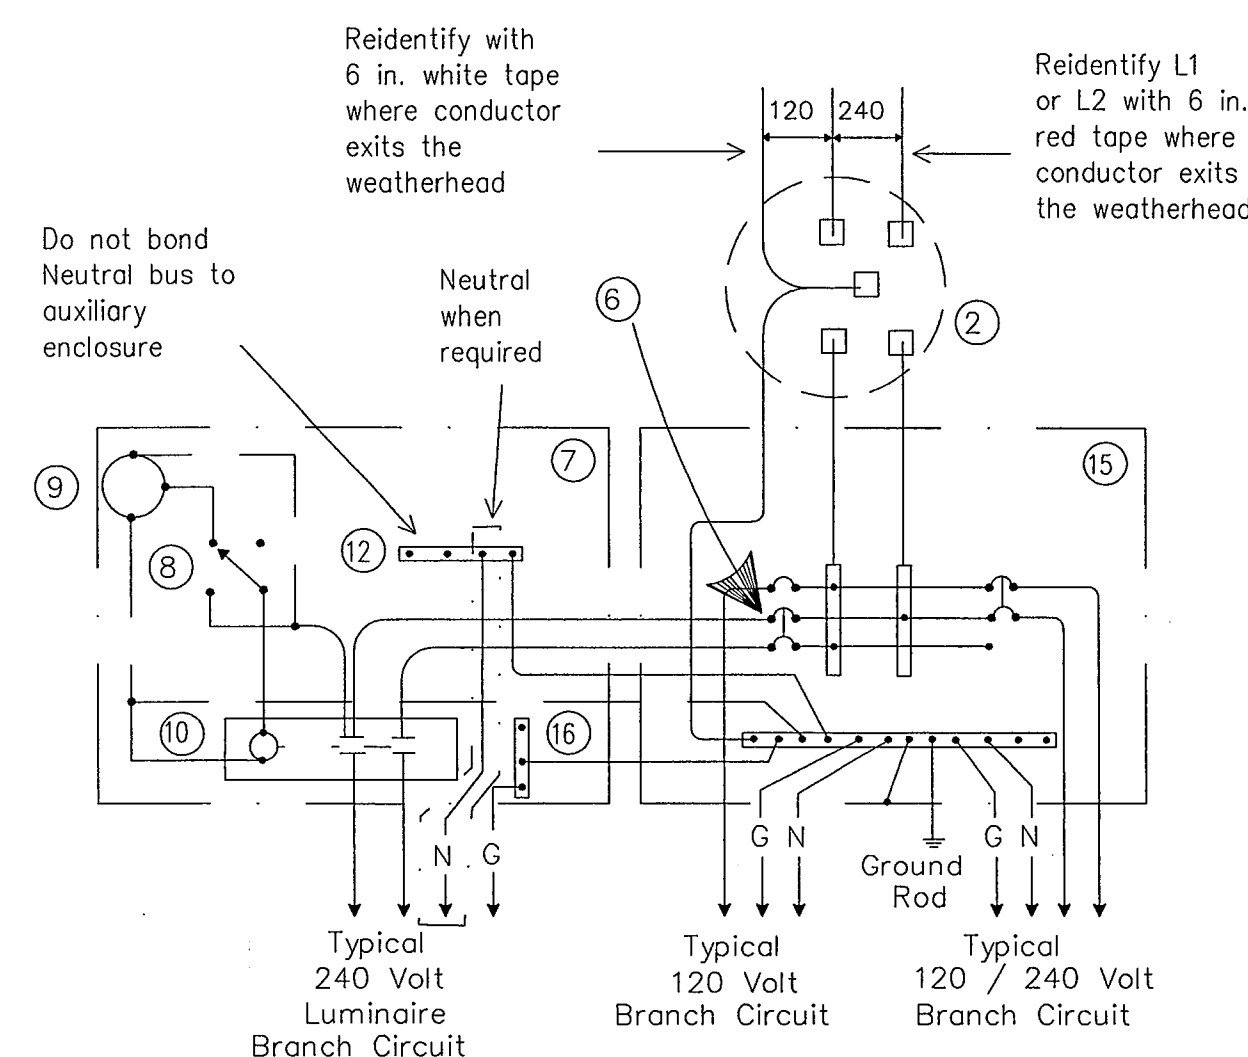 Reidentify with
6 in. white tape
where conductor
exits the
weatherhead
120
240
Reidentify L1
or L2 with 6 in.
red tape where
conductor exits
the weatherhead
Do not bond
Neutral bus to
auxiliary
enclosure
Neutral
when
required
6
2
9
7
15
8
12
10
16
N
G
G
N
G
N
Ground
Rod
Typical
240 Volt
Luminaire
Branch Circuit
Typical
120 Volt
Branch Circuit
Typical
120 / 240 Volt
Branch Circuit